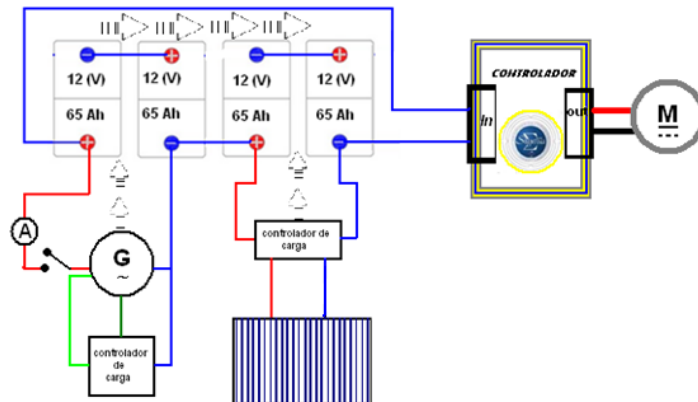 12 (V)
12 (V)
12 (V)
12 (V)
65 Ah
65 Ah
65 Ah
65 Ah
CONTROLADOR
in
out
M
A
G
~
controlador de
carga
controlador
de
carga